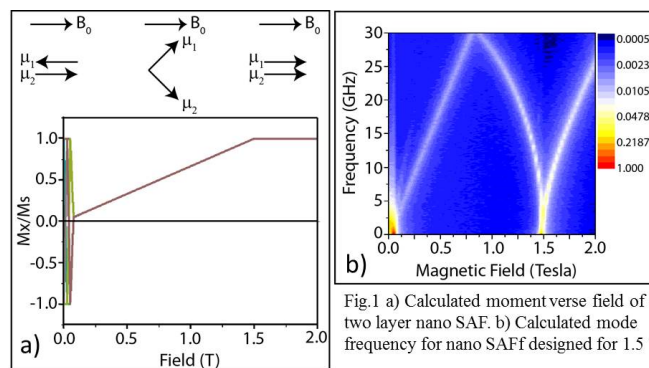 B₀ B₀ B₀
μ₁ μ₁ μ₁
μ₂ μ₂ μ₂
1.0
0.5
0.0
-0.5
-1.0
Mx/Ms
0.0 0.5 1.0 1.5 2.0
Field (T)
a)
30
25
20
15
10
5
0
Frequency (GHz)
0.0 0.5 1.0 1.5 2.0
Magnetic Field (Tesla)
b)
0.0005
0.0023
0.0105
0.0478
0.2187
1.000
Fig.1 a) Calculated moment verse field of
two layer nano SAF. b) Calculated mode
frequency for nano SAFf designed for 1.5